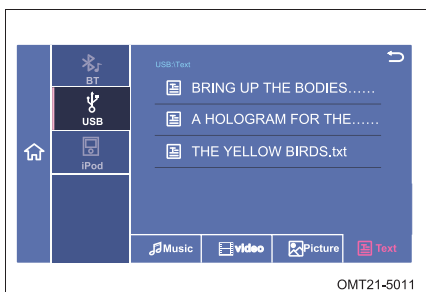 BT
USB
iPod
USB:\Text
BRING UP THE BODIES……
A HOLOGRAM FOR THE……
THE YELLOW BIRDS.txt
Music
video
Picture
Text
OMT21-5011